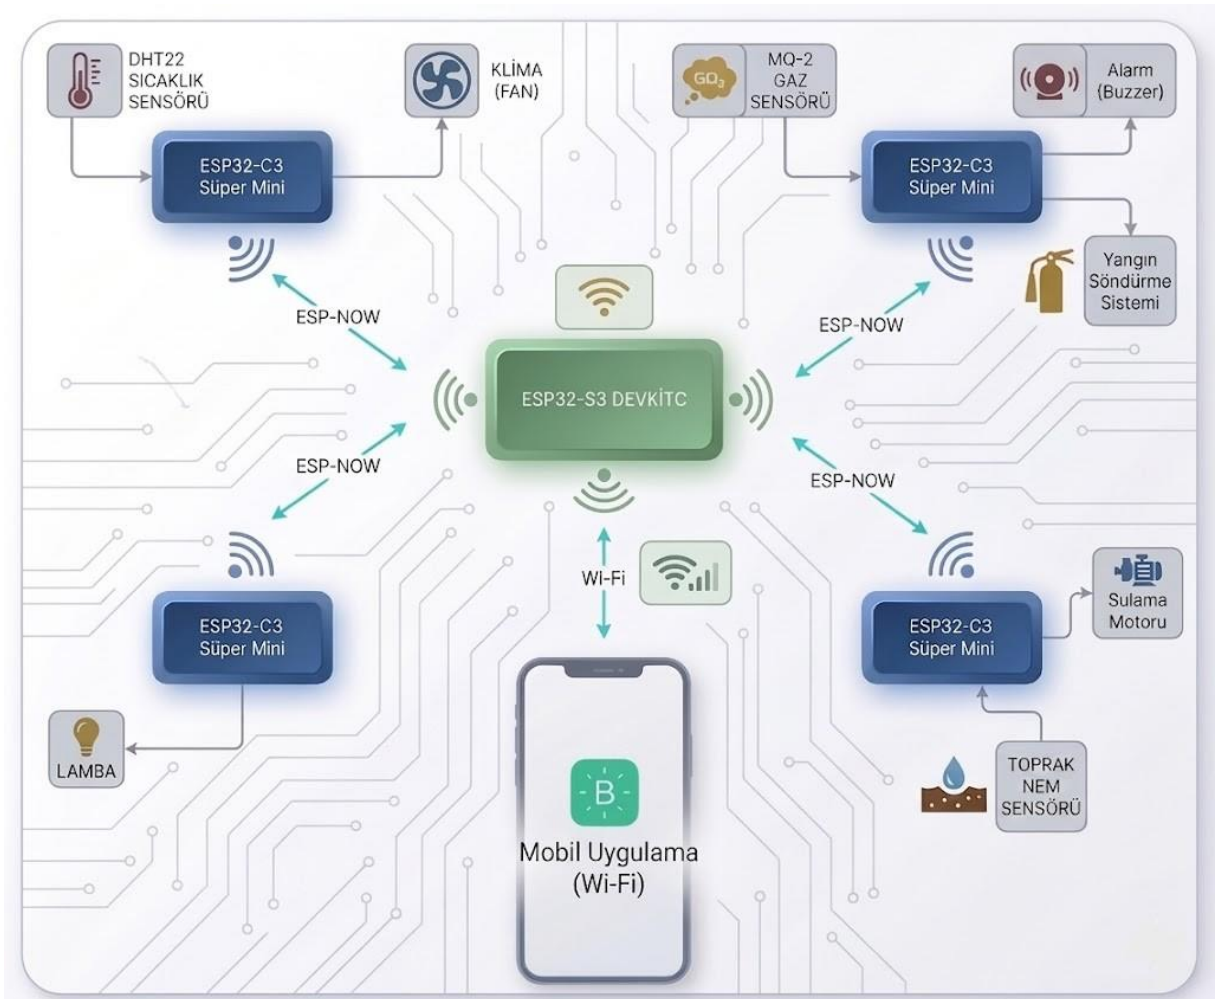 DHT22
SICAKLIK
SENSÖRÜ
KLİMA
(FAN)
GO₂
MQ-2
GAZ
SENSÖRÜ
Alarm
(Buzzer)
ESP32-C3
Süper Mini
ESP32-C3
Süper Mini
Yangın
Söndürme
Sistemi
ESP-NOW
ESP-NOW
ESP32-S3 DEVKİTC
ESP-NOW
ESP-NOW
Wi-Fi
ESP32-C3
Süper Mini
ESP32-C3
Süper Mini
Sulama
Motoru
LAMBA
TOPRAK
NEM
SENSÖRÜ
B
Mobil Uygulama
(Wi-Fi)